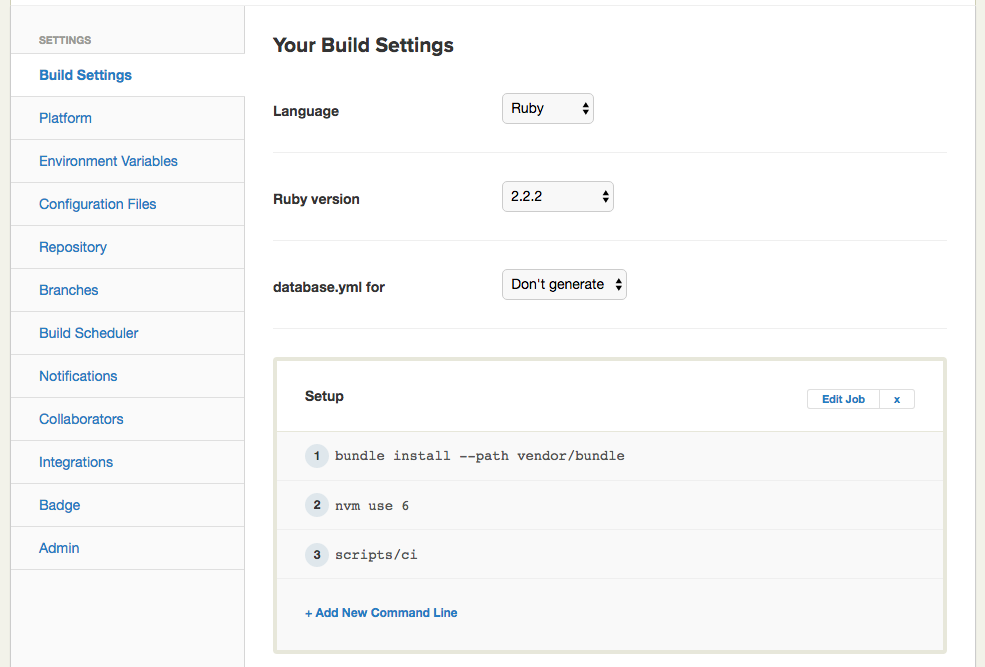 SETTINGS
Build Settings
Platform
Environment Variables
Configuration Files
Repository
Branches
Build Scheduler
Notifications
Collaborators
Integrations
Badge
Admin
Your Build Settings
Language
Ruby
Ruby version
2.2.2
database.yml for
Don't generate
Setup
Edit Job
x
1 bundle install --path vendor/bundle
2 nvm use 6
3 scripts/ci
+ Add New Command Line